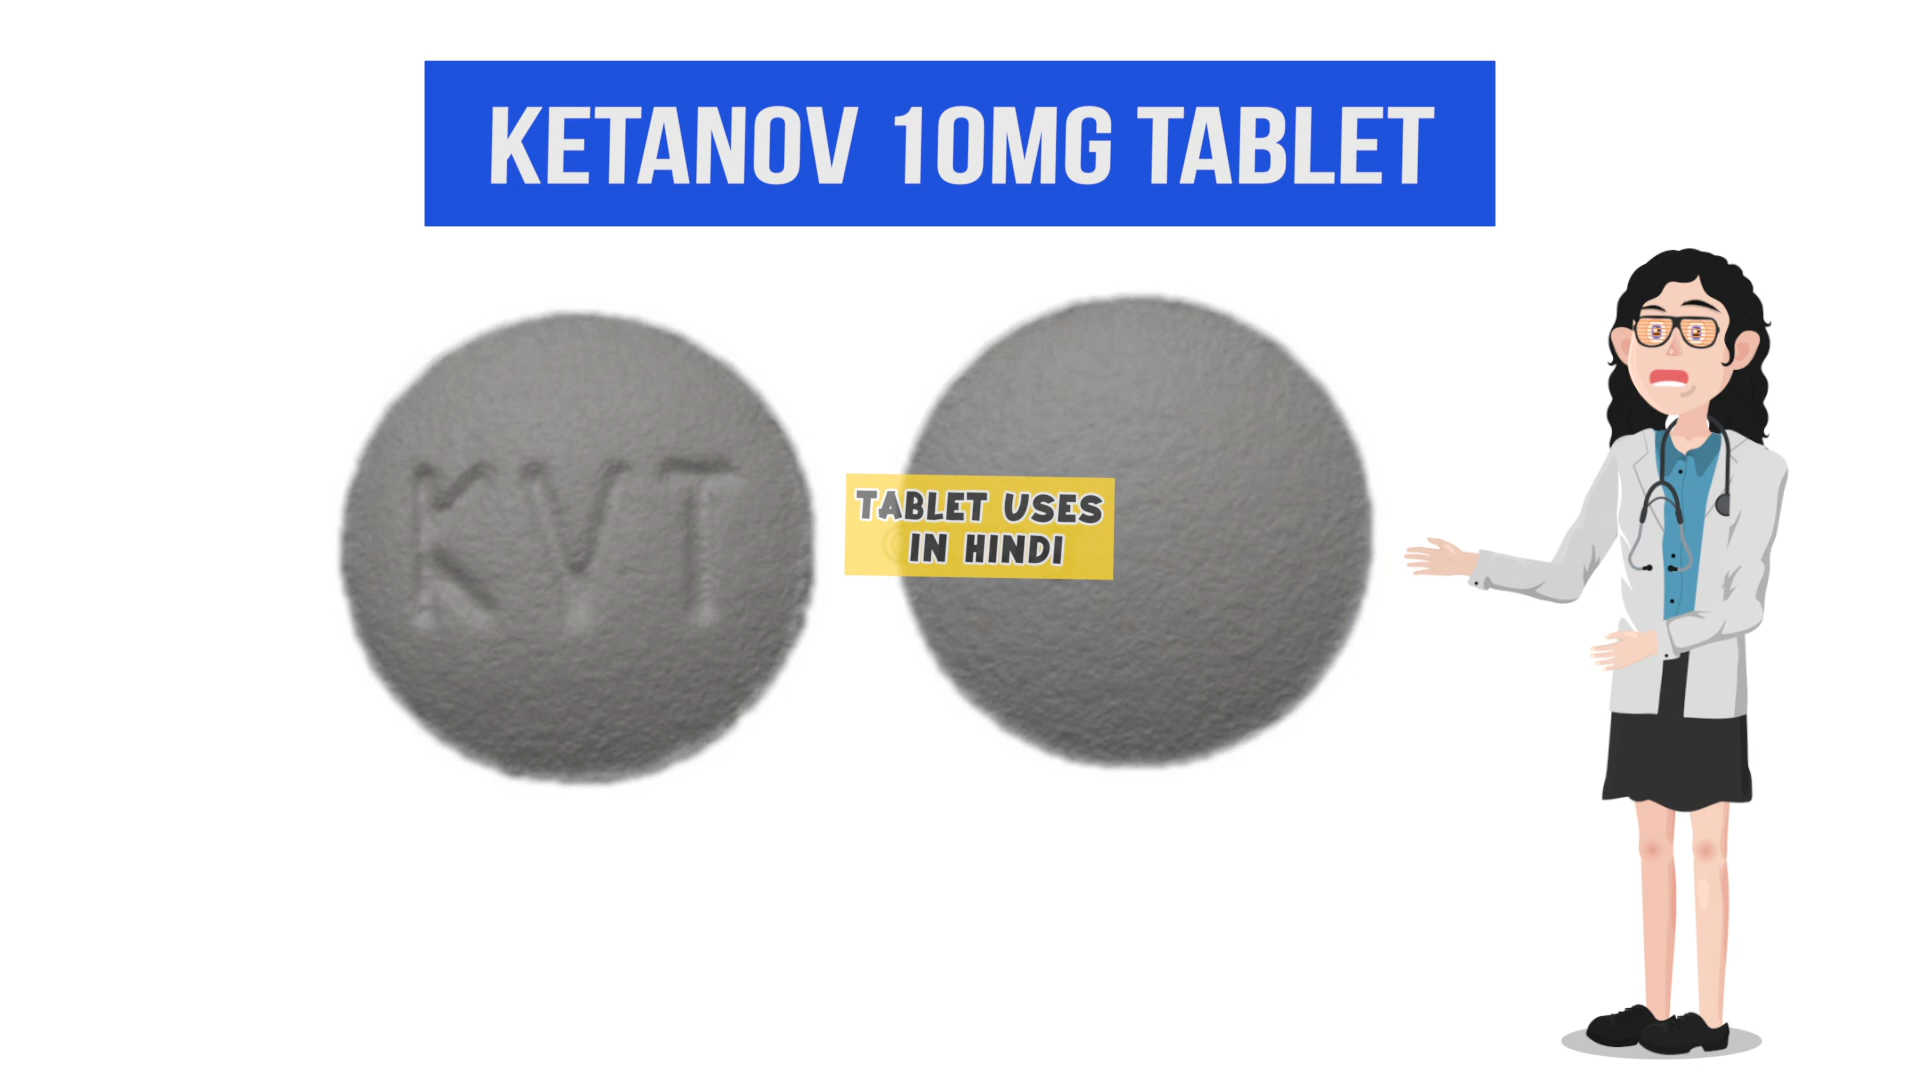 KETANOV 10MG TABLET
KVT
TABLET USES
IN HINDI